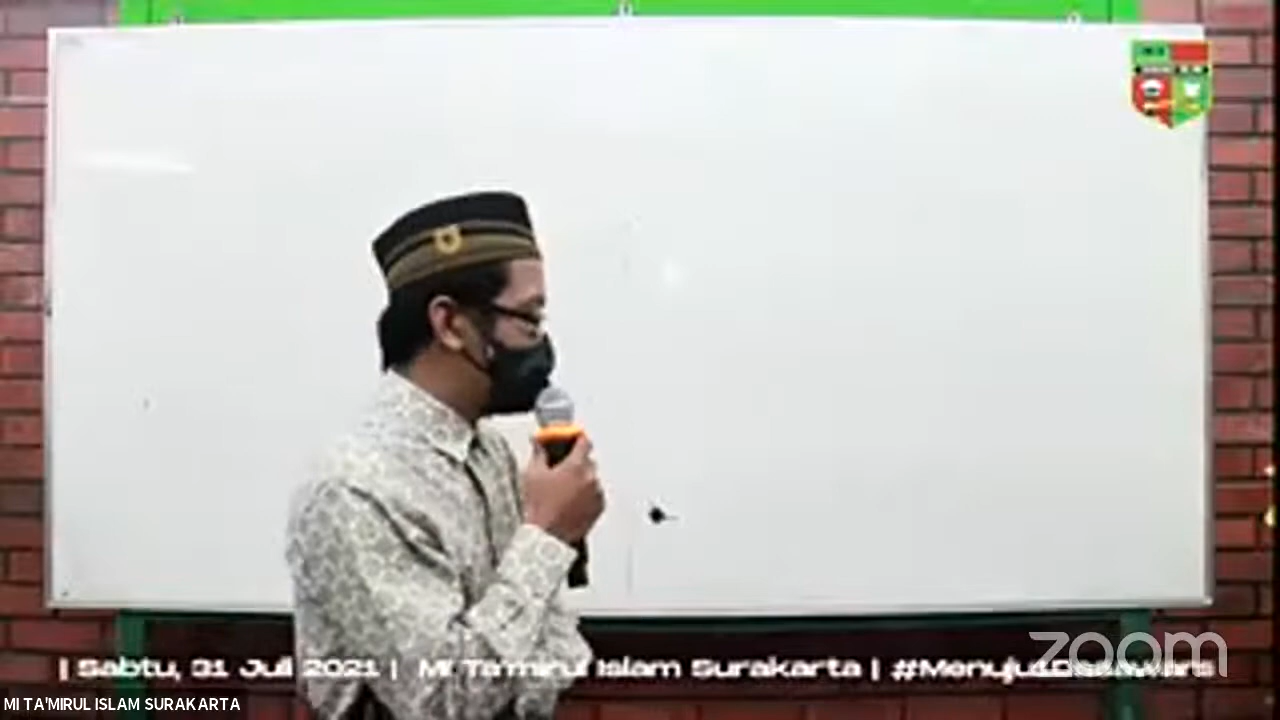 zoom
| Sabtu, 31 Juli 2021 | MI Ta'mirul Islam Surakarta |
MI TA'MIRUL ISLAM SURAKARTA